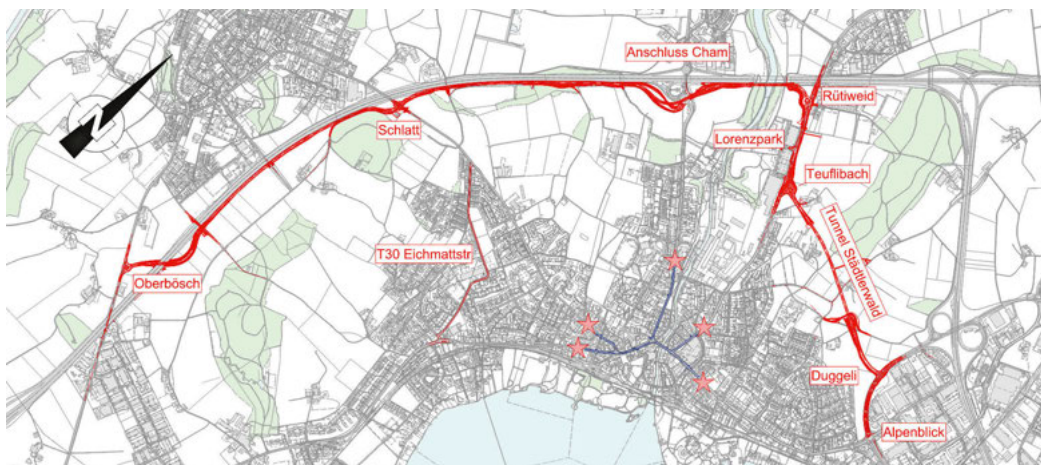 Anschluss Cham
N
Rütiweid
Schlatt
Lorenzpark
Teuflibach
Tunnel Städtlerwald
T30 Eichmattstr
Oberbösch
Duggeli
Alpenblick